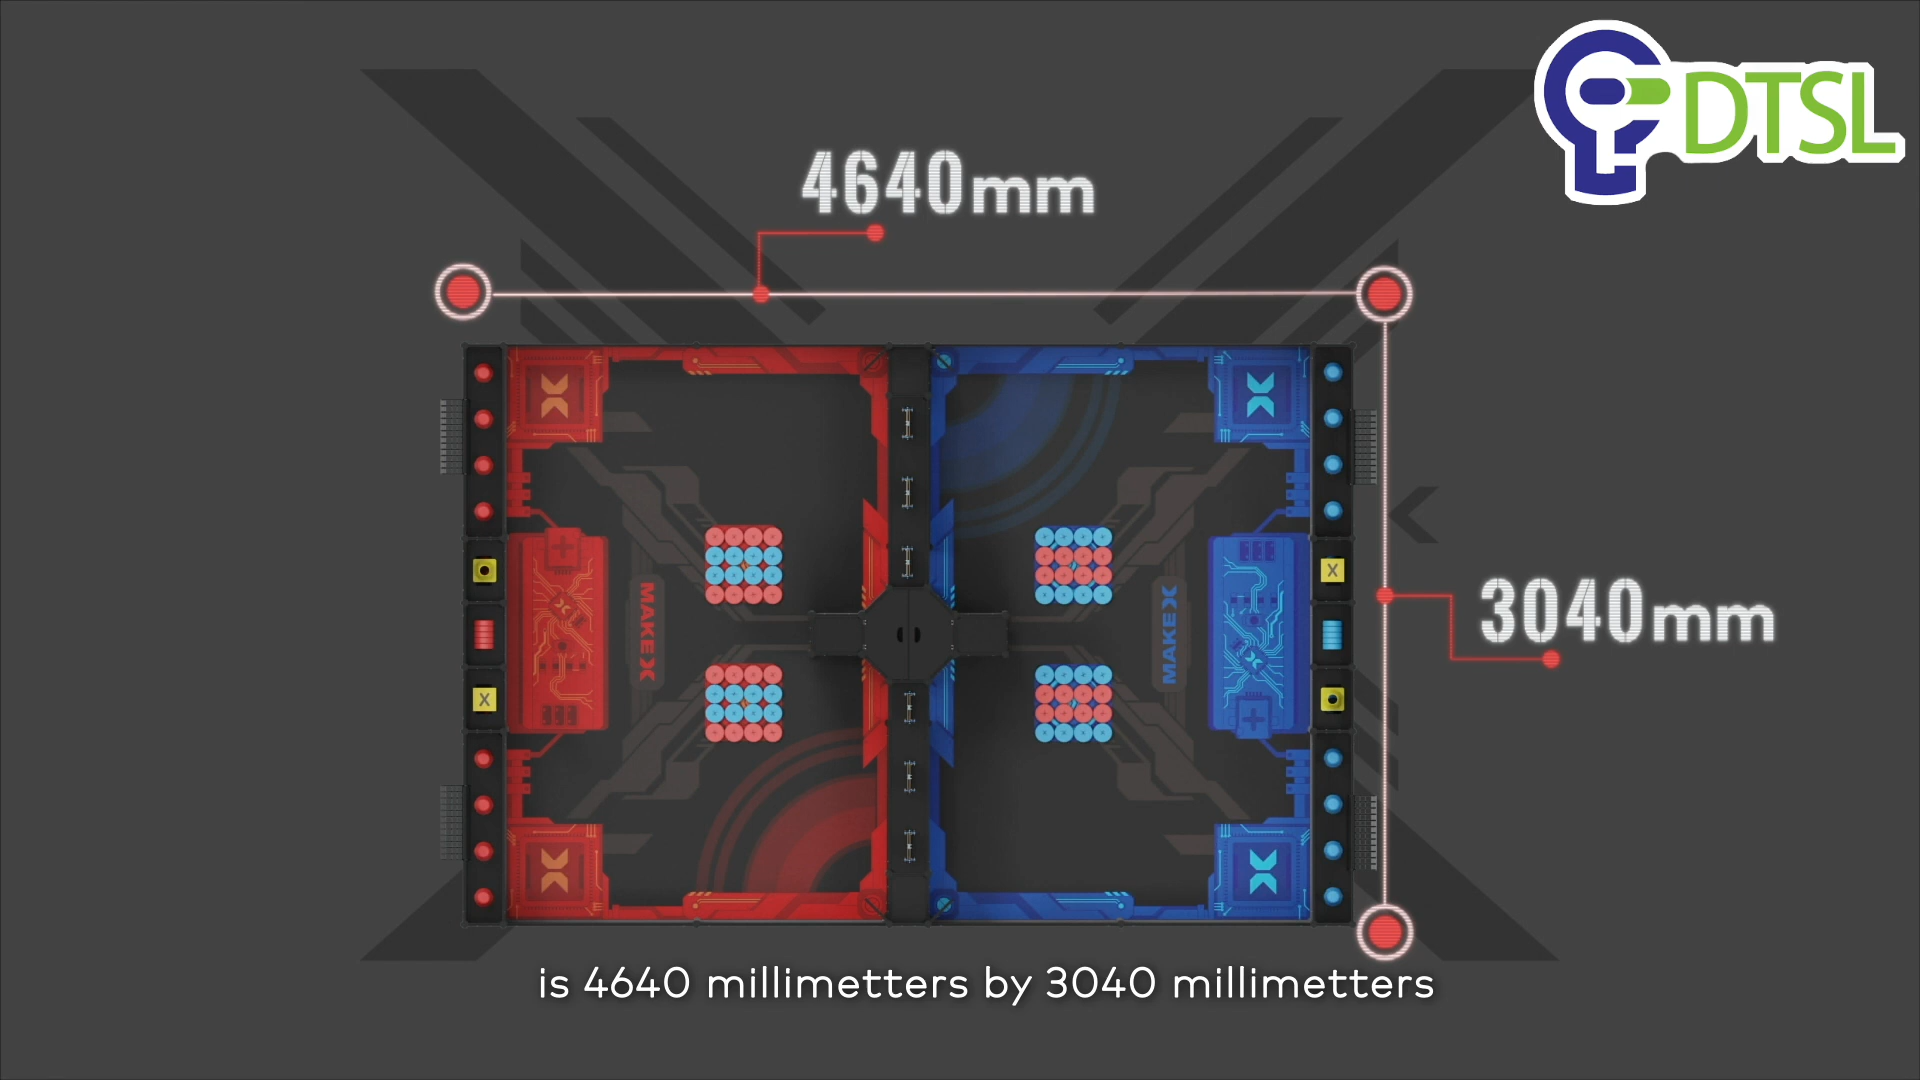 DTSL
4640mm
3040mm
MAKEX
MAKEX
X
X
is 4640 millimetters by 3040 millimetters